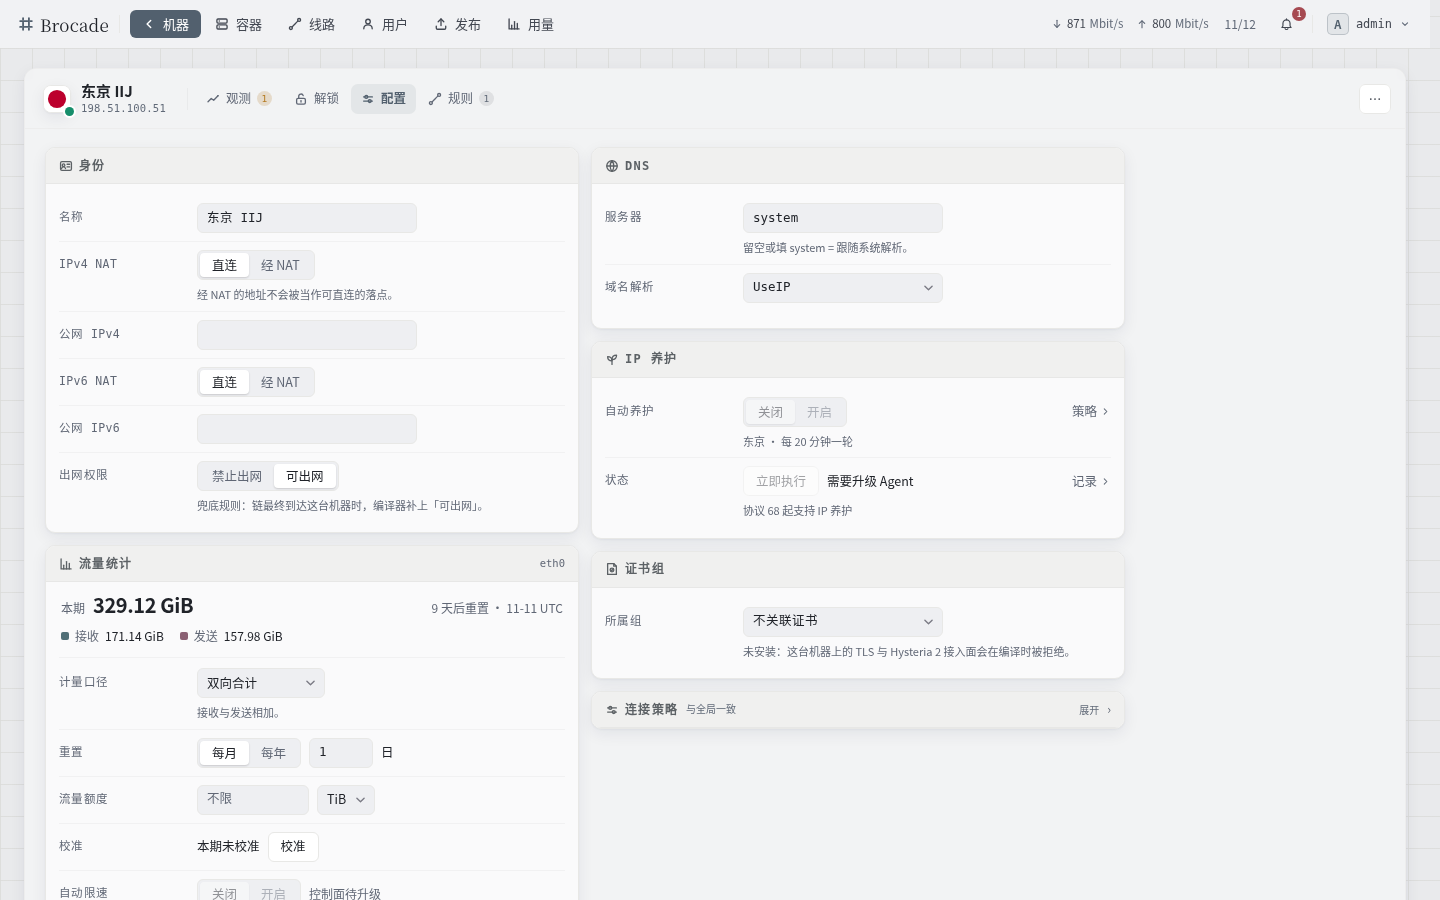 Brocade
机器
容器
线路
用户
发布
用量
871 Mbit/s
800 Mbit/s
11/12
1
A
admin
东京 IIJ
198.51.100.51
观测 1
解锁
配置
规则 1
身份
名称
东京 IIJ
IPv4 NAT
直连
经 NAT
经 NAT 的地址不会被当作可直连的落点。
公网 IPv4
IPv6 NAT
直连
经 NAT
公网 IPv6
出网权限
禁止出网
可出网
兜底规则：链最终到达这台机器时，编译器补上「可出网」。
流量统计
eth0
本期 329.12 GiB
9 天后重置 · 11-11 UTC
接收 171.14 GiB
发送 157.98 GiB
计量口径
双向合计
接收与发送相加。
重置
每月
每年
1
日
流量额度
不限
TiB
校准
本期未校准
校准
自动限速
关闭
开启
控制面待升级
DNS
服务器
system
留空或填 system = 跟随系统解析。
域名解析
UseIP
IP 养护
自动养护
关闭
开启
策略
东京 · 每 20 分钟一轮
状态
立即执行
需要升级 Agent
记录
协议 68 起支持 IP 养护
证书组
所属组
不关联证书
未安装：这台机器上的 TLS 与 Hysteria 2 接入面会在编译时被拒绝。
连接策略 与全局一致
展开